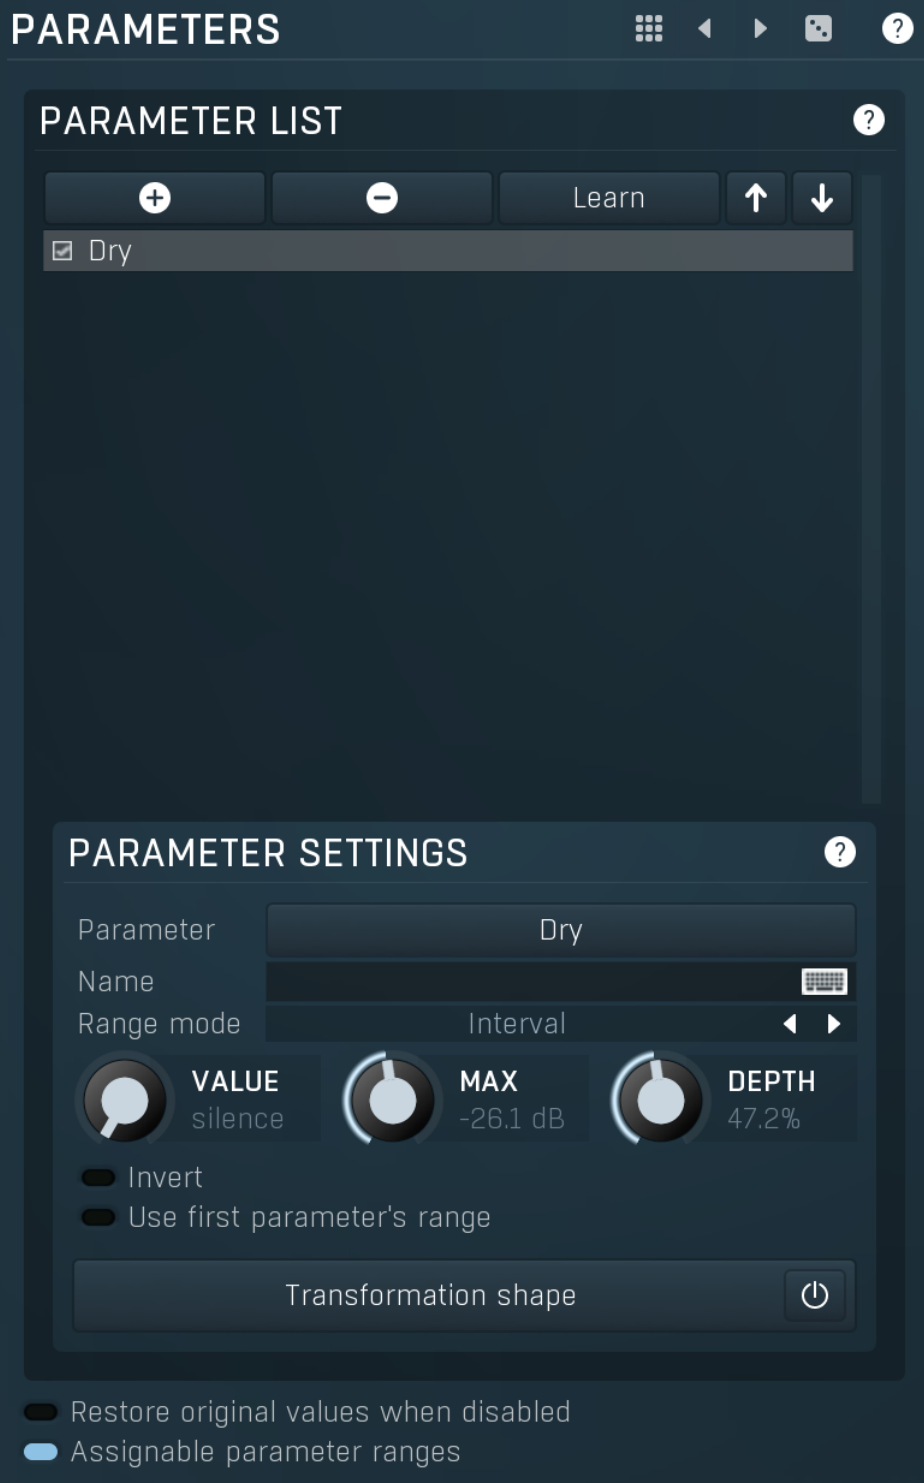 PARAMETERS ?
PARAMETER LIST ?
Learn
Dry
PARAMETER SETTINGS ?
Parameter Dry
Name
Range mode Interval
VALUE MAX DEPTH
silence -26.1 dB 47.2%
Invert
Use first parameter's range
Transformation shape
Restore original values when disabled
Assignable parameter ranges